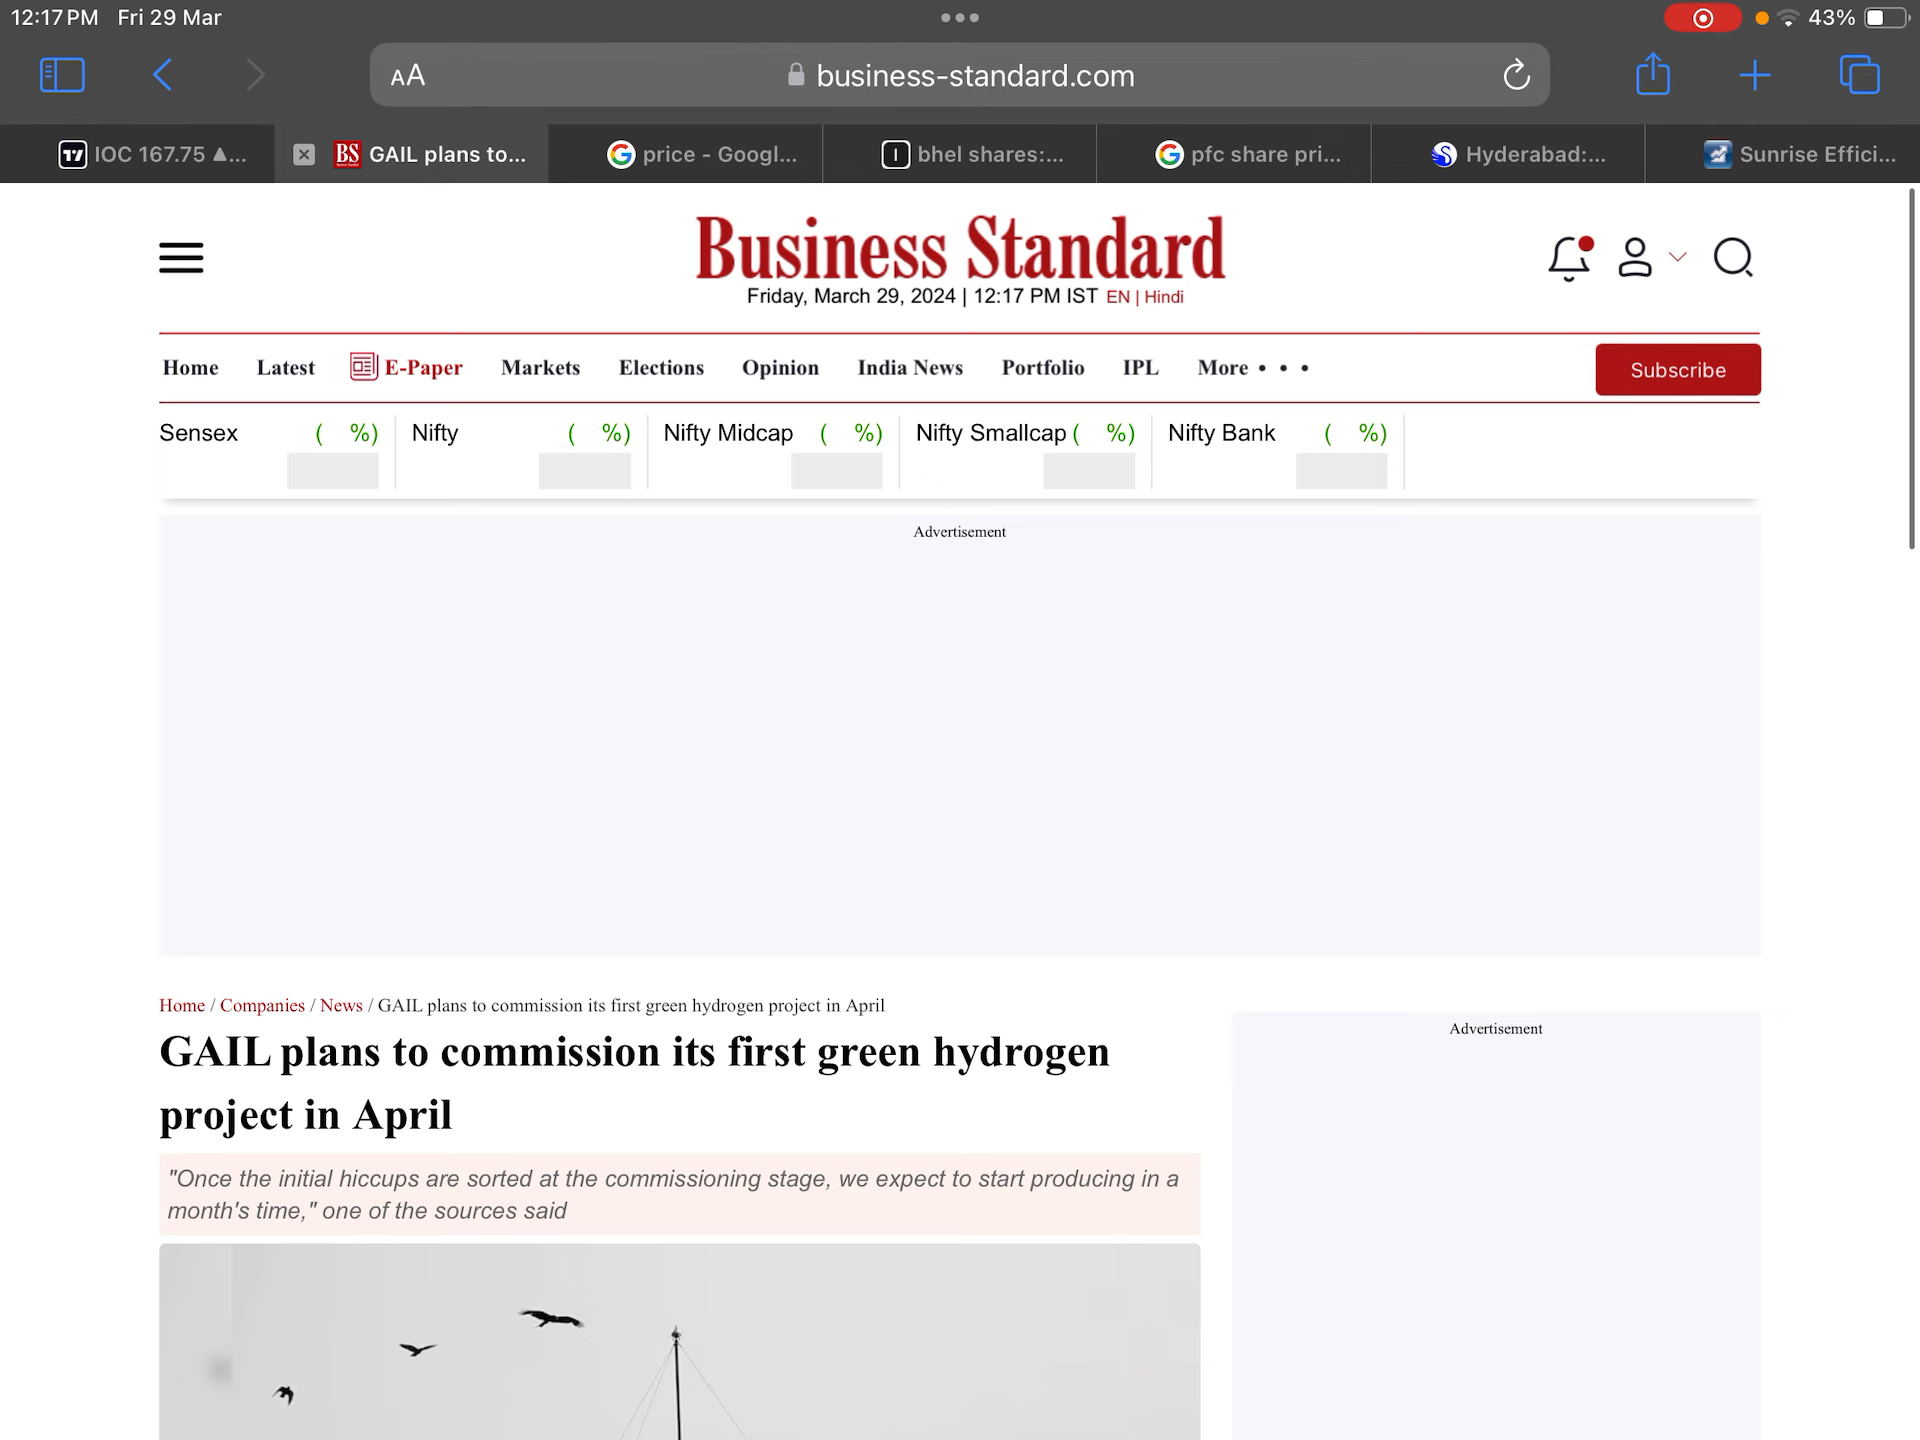 12:17 PM Fri 29 Mar
43%
AA
business-standard.com
IOC 167.75 ▲...
BS GAIL plans to...
price - Googl...
bhel shares:...
pfc share pri...
Hyderabad:...
Sunrise Effici...
Business Standard
Friday, March 29, 2024 | 12:17 PM IST EN | Hindi
Home Latest E-Paper Markets Elections Opinion India News Portfolio IPL More • • •
Subscribe
Sensex ( %) Nifty ( %) Nifty Midcap ( %) Nifty Smallcap ( %) Nifty Bank ( %)
Advertisement
Home / Companies / News / GAIL plans to commission its first green hydrogen project in April
GAIL plans to commission its first green hydrogen
project in April
"Once the initial hiccups are sorted at the commissioning stage, we expect to start producing in a
month's time," one of the sources said
Advertisement